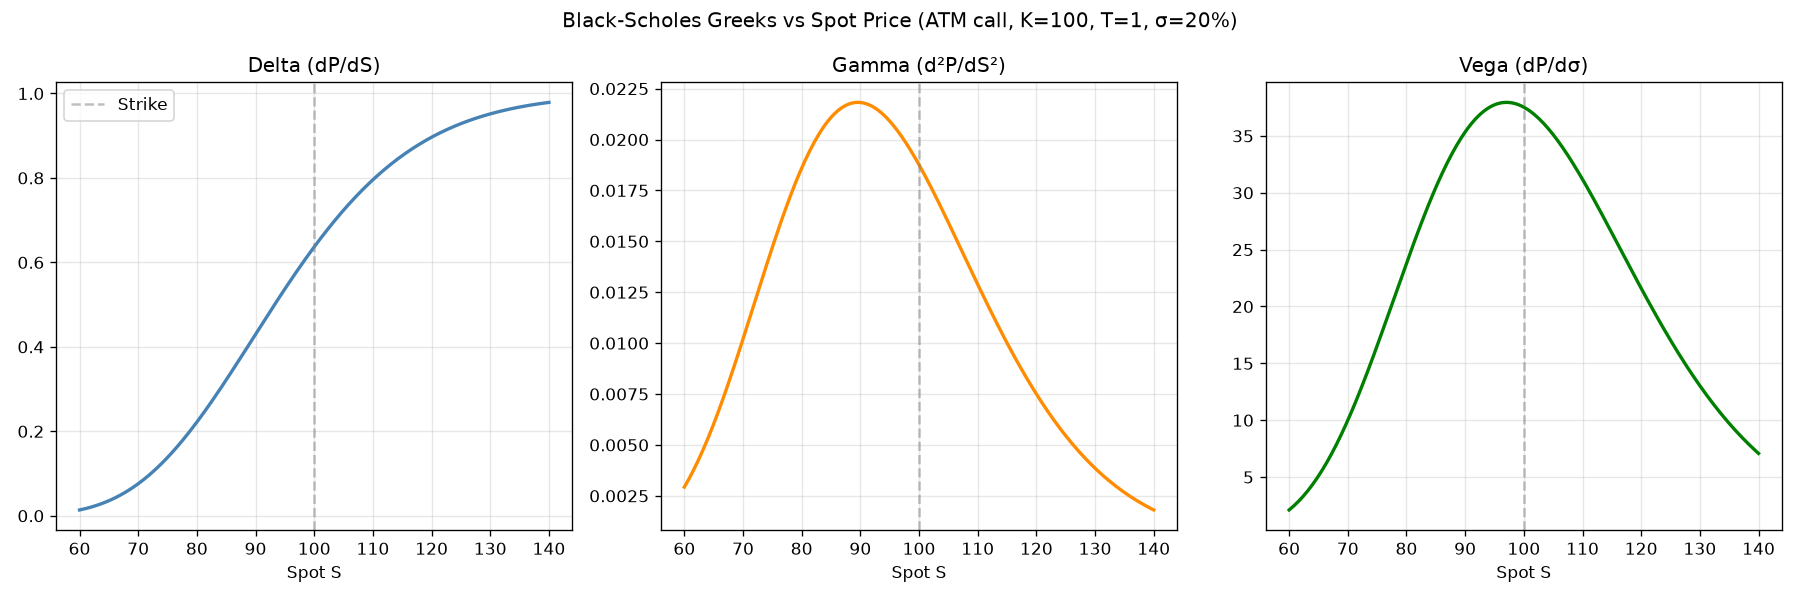 Black-Scholes Greeks vs Spot Price (ATM call, K=100, T=1, σ=20%)
Delta (dP/dS)
Strike
1.0
0.8
0.6
0.4
0.2
0.0
60 70 80 90 100 110 120 130 140
Spot S
Gamma (d²P/dS²)
0.0225
0.0200
0.0175
0.0150
0.0125
0.0100
0.0075
0.0050
0.0025
60 70 80 90 100 110 120 130 140
Spot S
Vega (dP/dσ)
35
30
25
20
15
10
5
60 70 80 90 100 110 120 130 140
Spot S